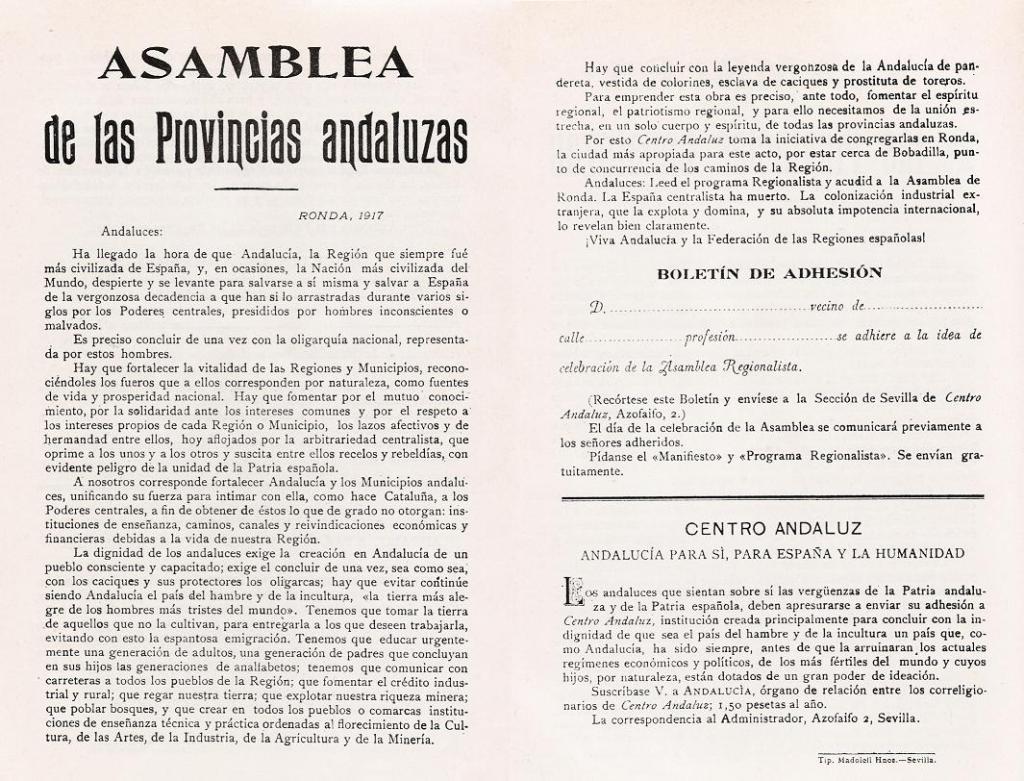 ASAMBLEA
de las Provincias andaluzas
RONDA, 1917
Andaluces:
Ha llegado la hora de que Andalucía, la Región que siempre fué
más civilizada de España, y, en ocasiones, la Nación más civilizada del
Mundo, despierte y se levante para salvarse a sí misma y salvar a España
de la vergonzosa decadencia a que han si lo arrastradas durante varios si-
glos por los Poderes centrales, presididos por hombres inconscientes o
malvados.
Es preciso concluir de una vez con la oligarquía nacional, representa-
da por estos hombres.
Hay que fortalecer la vitalidad de las Regiones y Municipios, recono-
ciéndoles los fueros que a ellos corresponden por naturaleza, como fuentes
de vida y prosperidad nacional. Hay que fomentar por el mutuo conoci-
miento, por la solidaridad ante los intereses comunes y por el respeto a
los intereses propios de cada Región o Municipio, los lazos afectivos y de
hermandad entre ellos, hoy aflojados por la arbitrariedad centralista, que
oprime a los unos y a los otros y suscita entre ellos recelos y rebeldías, con
evidente peligro de la unidad de la Patria española.
A nosotros corresponde fortalecer Andalucía y los Municipios andalu-
ces, unificando su fuerza para intimar con ella, como hace Cataluña, a los
Poderes centrales, a fin de obtener de éstos lo que de grado no otorgan: ins-
tituciones de enseñanza, caminos, canales y reivindicaciones económicas y
financieras debidas a la vida de nuestra Región.
La dignidad de los andaluces exige la creación en Andalucía de un
pueblo consciente y capacitado; exige el concluir de una vez, sea como sea,
con los caciques y sus protectores los oligarcas; hay que evitar continúe
siendo Andalucía el país del hambre y de la incultura, «la tierra más ale-
gre de los hombres más tristes del mundo». Tenemos que tomar la tierra
de aquellos que no la cultivan, para entregarla a los que deseen trabajarla,
evitando con esto la espantosa emigración. Tenemos que educar urgente-
mente una generación de adultos, una generación de padres que concluyan
en sus hijos las generaciones de analfabetos; tenemos que comunicar con
carreteras a todos los pueblos de la Región; que fomentar el crédito indus-
trial y rural; que regar nuestra tierra; que explotar nuestra riqueza minera;
que poblar bosques, y que crear en todos los pueblos o comarcas institu-
ciones de enseñanza técnica y práctica ordenadas al florecimiento de la Cul-
tura, de las Artes, de la Industria, de la Agricultura y de la Minería.
Hay que concluir con la leyenda vergonzosa de la Andalucía de pan-
dereta, vestida de colorines, esclava de caciques y prostituta de toreros.
Para emprender esta obra es preciso, ante todo, fomentar el espíritu
regional, el patriotismo regional, y para ello necesitamos de la unión es-
trecha, en un solo cuerpo y espíritu, de todas las provincias andaluzas.
Por esto Centro Andaluz toma la iniciativa de congregarlas en Ronda,
la ciudad más apropiada para este acto, por estar cerca de Bobadilla, pun-
to de concurrencia de los caminos de la Región.
Andaluces: Leed el programa Regionalista y acudid a la Asamblea de
Ronda. La España centralista ha muerto. La colonización industrial ex-
tranjera, que la explota y domina, y su absoluta impotencia internacional,
lo revelan bien claramente.
¡Viva Andalucía y la Federación de las Regiones españolas!
BOLETÍN DE ADHESIÓN
D. ........................................ vecino de........................
calle.................... profesión.................... se adhiere a la idea de
celebración de la Asamblea Regionalista.
(Recórtese este Boletín y envíese a la Sección de Sevilla de Centro
Andaluz, Azofaifo, 2.)
El día de la celebración de la Asamblea se comunicará previamente a
los señores adheridos.
Pídanse el «Manifiesto» y «Programa Regionalista». Se envían gra-
tuitamente.
CENTRO ANDALUZ
ANDALUCÍA PARA SÌ, PARA ESPAÑA Y LA HUMANIDAD
Los andaluces que sientan sobre sí las vergüenzas de la Patria andalu-
za y de la Patria española, deben apresurarse a enviar su adhesión a
Centro Andaluz, institución creada principalmente para concluir con la in-
dignidad de que sea el país del hambre y de la incultura un país que, co-
mo Andalucía, ha sido siempre, antes de que la arruinaran los actuales
regímenes económicos y políticos, de los más fértiles del mundo y cuyos
hijos, por naturaleza, están dotados de un gran poder de ideación.
Suscríbase V. a ANDALUCÌA, órgano de relación entre los correligio-
narios de Centro Andaluz; 1,50 pesetas al año.
La correspondencia al Administrador, Azofaifo 2, Sevilla.
Tip. Madolell Hnos.—Sevilla.